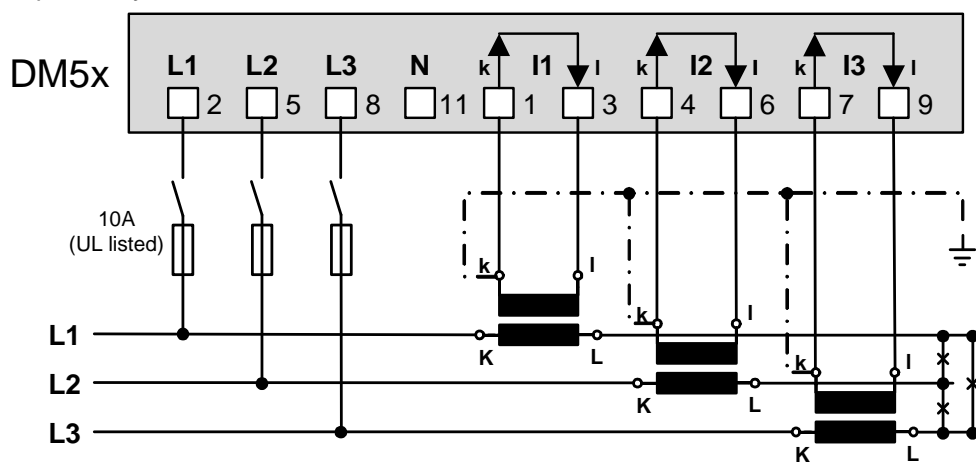 DM5x
L1 L2 L3 N k I1 l k I2 l k I3 l
2 5 8 11 1 3 4 6 7 9
10A
(UL listed)
k l
k l
k l
L1
K L
L2
K L
L3
K L